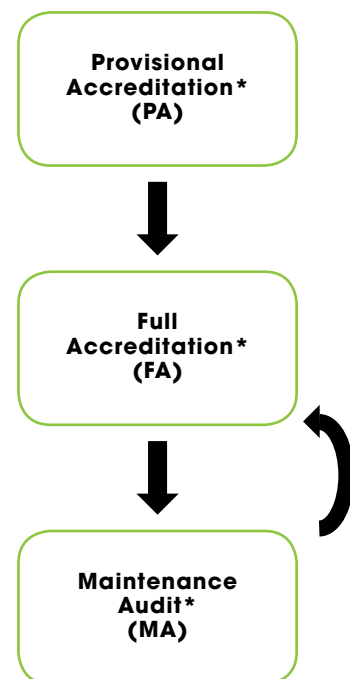 Provisional
Accreditation*
(PA)
Full
Accreditation*
(FA)
Maintenance
Audit*
(MA)